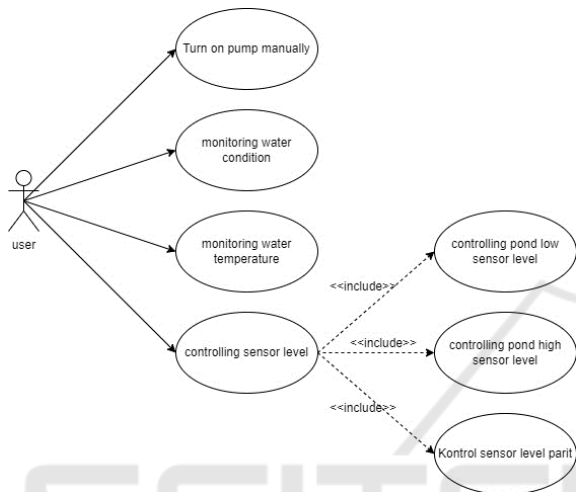 Turn on pump manually
monitoring water
condition
user
monitoring water
temperature
controlling pond low
sensor level
<<include>>
controlling sensor level
<<include>>
controlling pond high
sensor level
<<include>>
Kontrol sensor level parit